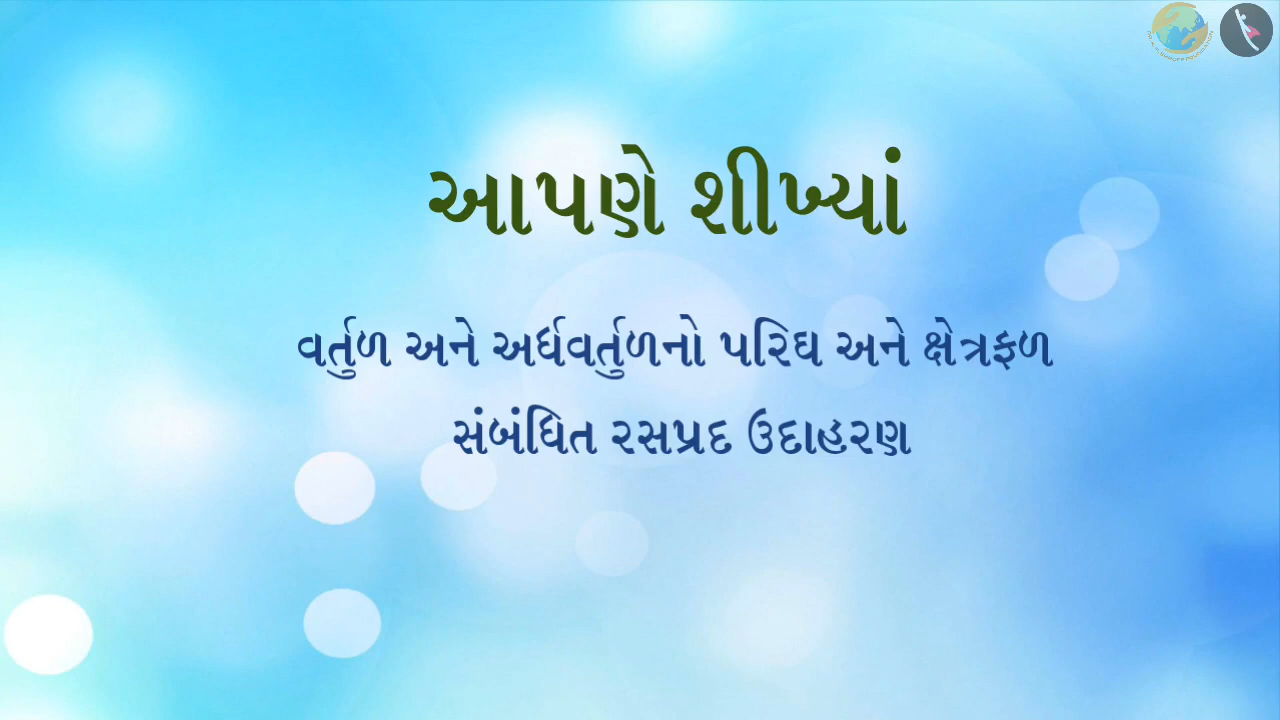 આપણે શીખ્યાં
વર્તુળ અને અર્ધવર્તુળનો પરિઘ અને ક્ષેત્રફળ
સંબંધિત રસપ્રદ ઉદાહરણ